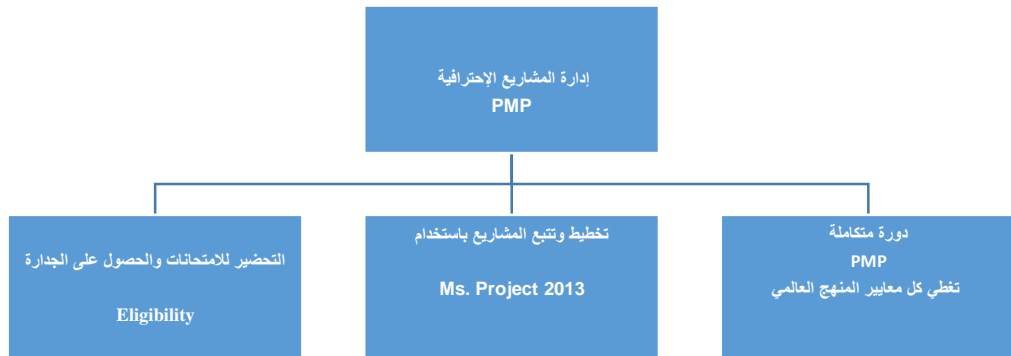 إدارة المشاريع الإحترافية
PMP
دورة متكاملة
PMP
تغطي كل معايير المنهج العالمي
تخطيط وتتبع المشاريع باستخدام
Ms. Project 2013
التحضير للامتحانات والحصول على الجدارة
Eligibility